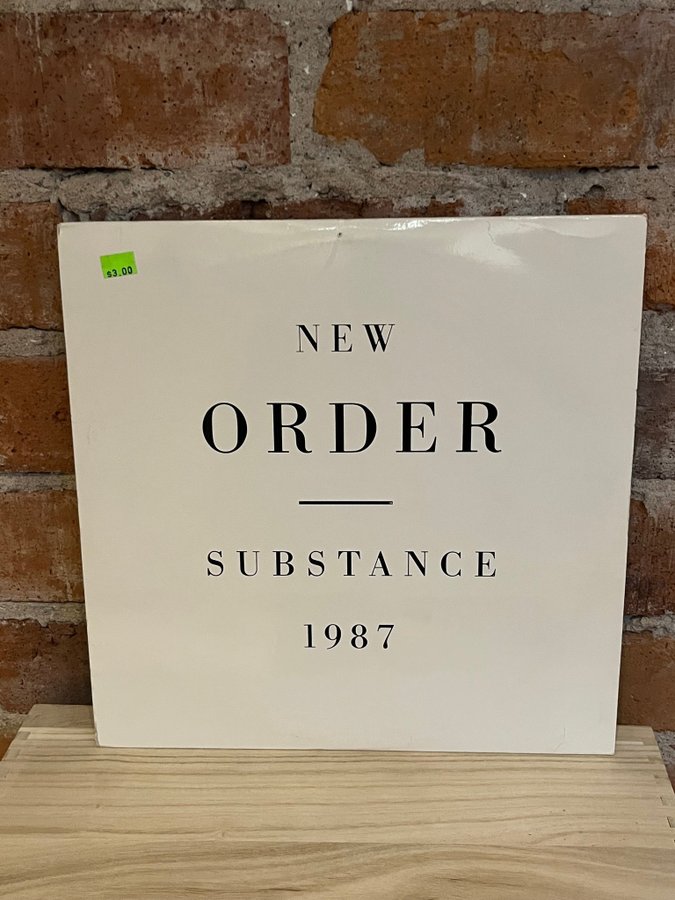 $3.00
NEW
ORDER
SUBSTANCE
1987